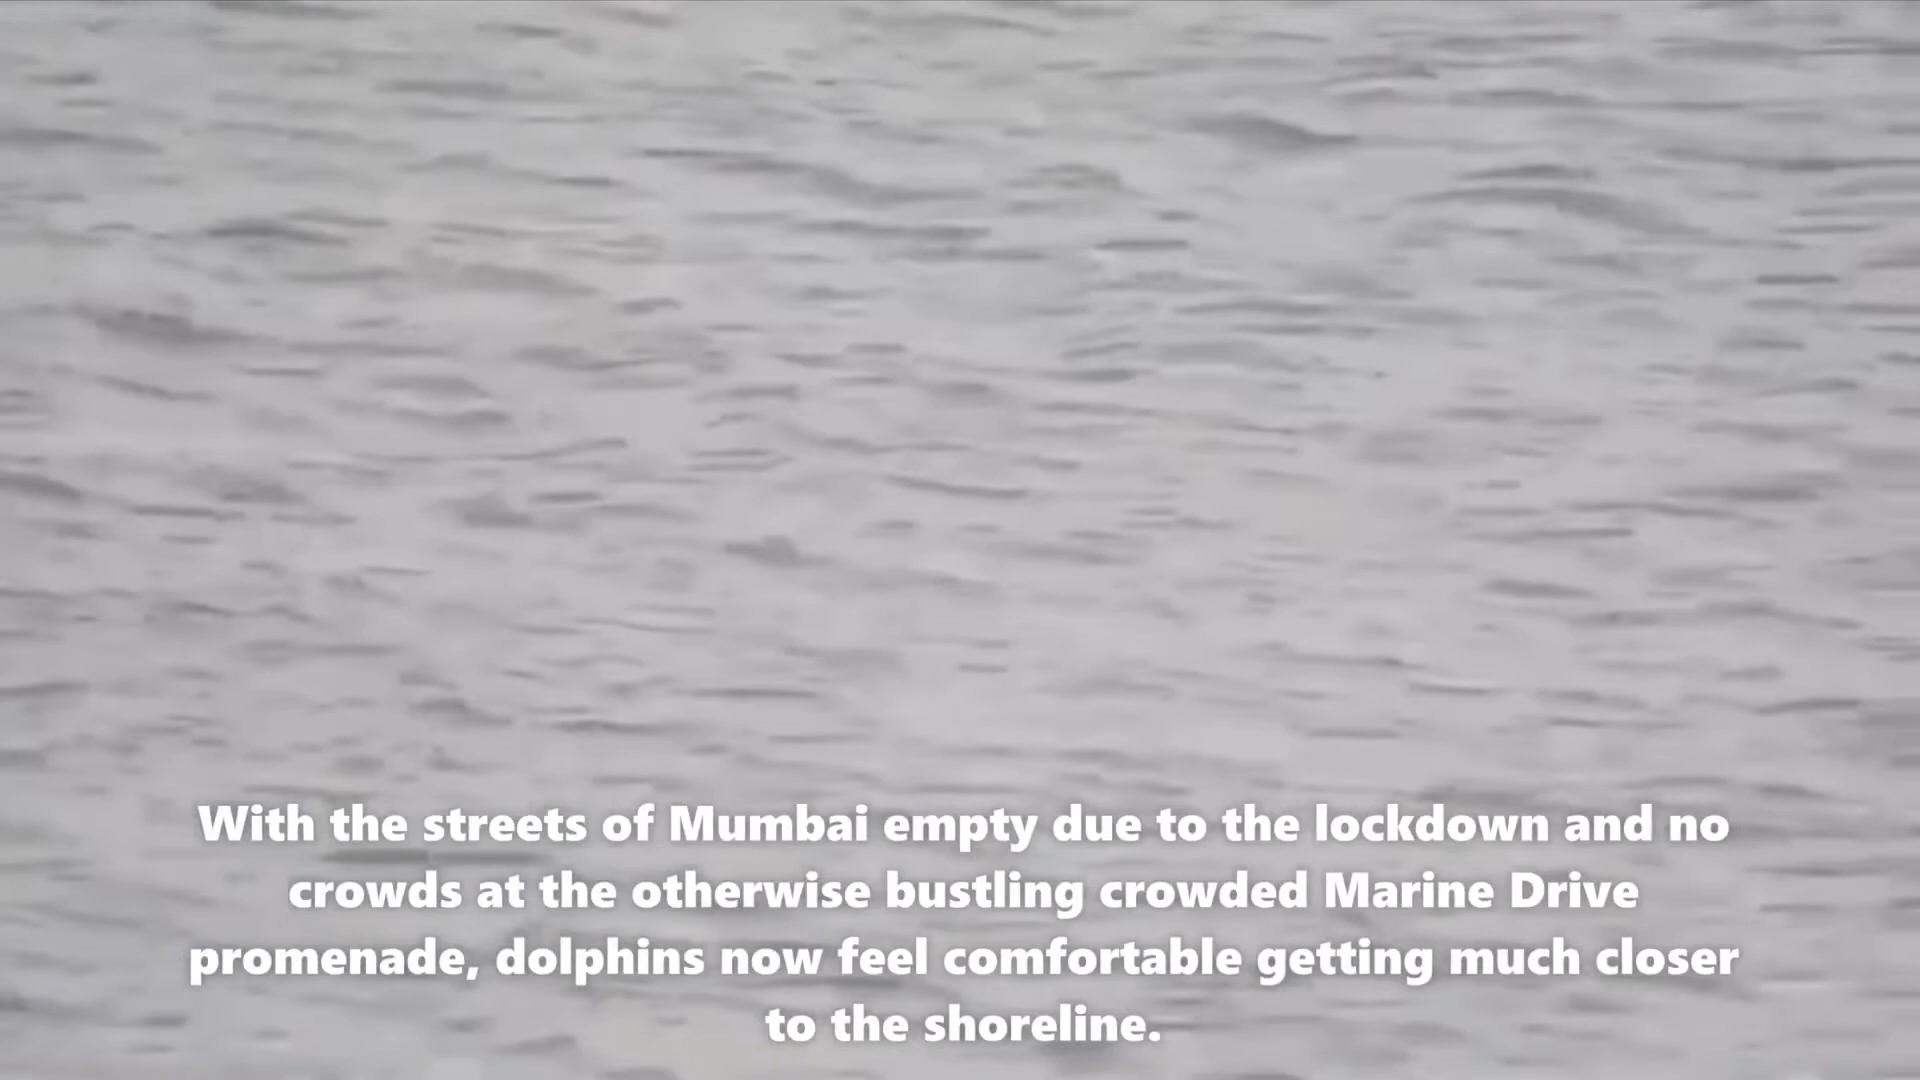 With the streets of Mumbai empty due to the lockdown and no
crowds at the otherwise bustling crowded Marine Drive
promenade, dolphins now feel comfortable getting much closer
to the shoreline.